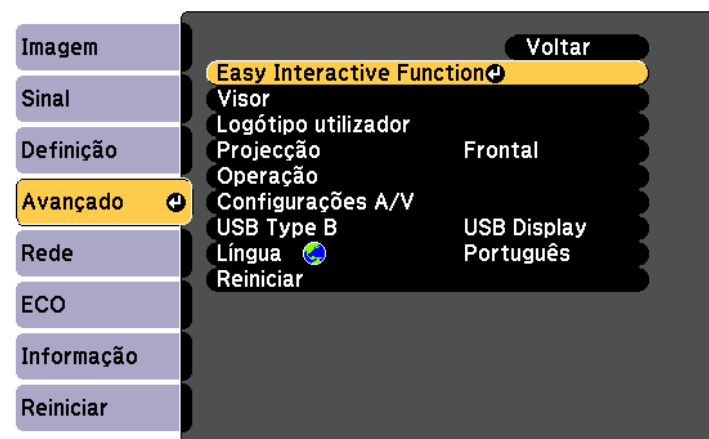 Imagem
Sinal
Definição
Avançado
Rede
ECO
Informação
Reiniciar
Voltar
Easy Interactive Function
Visor
Logótipo utilizador
Projecção Frontal
Operação
Configurações A/V
USB Type B USB Display
Língua Português
Reiniciar